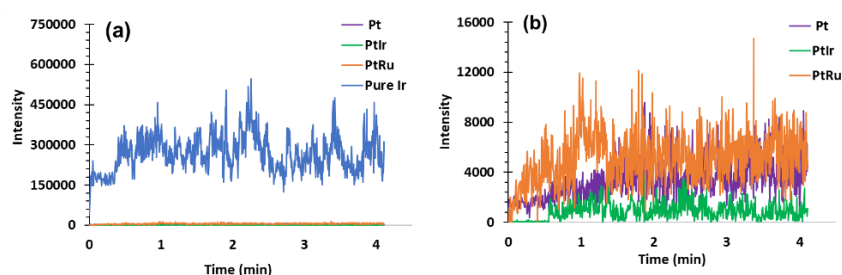 (a)
Intensity
750000
600000
450000
300000
150000
0
0
1
2
3
4
Time (min)
Pt
PtIr
PtRu
Pure Ir
(b)
Intensity
16000
12000
8000
4000
0
0
1
2
3
4
Time (min)
Pt
PtIr
PtRu